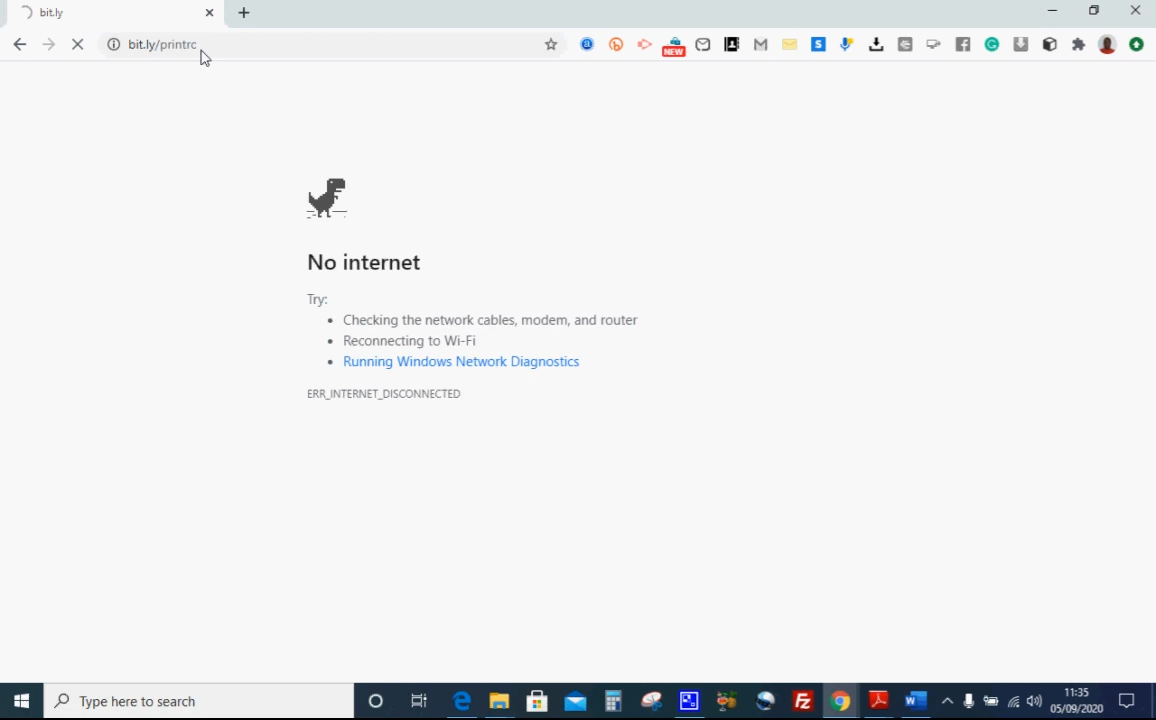 bit.ly
bit.ly/printrc
NEW
No internet
Try:
Checking the network cables, modem, and router
Reconnecting to Wi-Fi
Running Windows Network Diagnostics
ERR_INTERNET_DISCONNECTED
Type here to search
11:35
05/09/2020